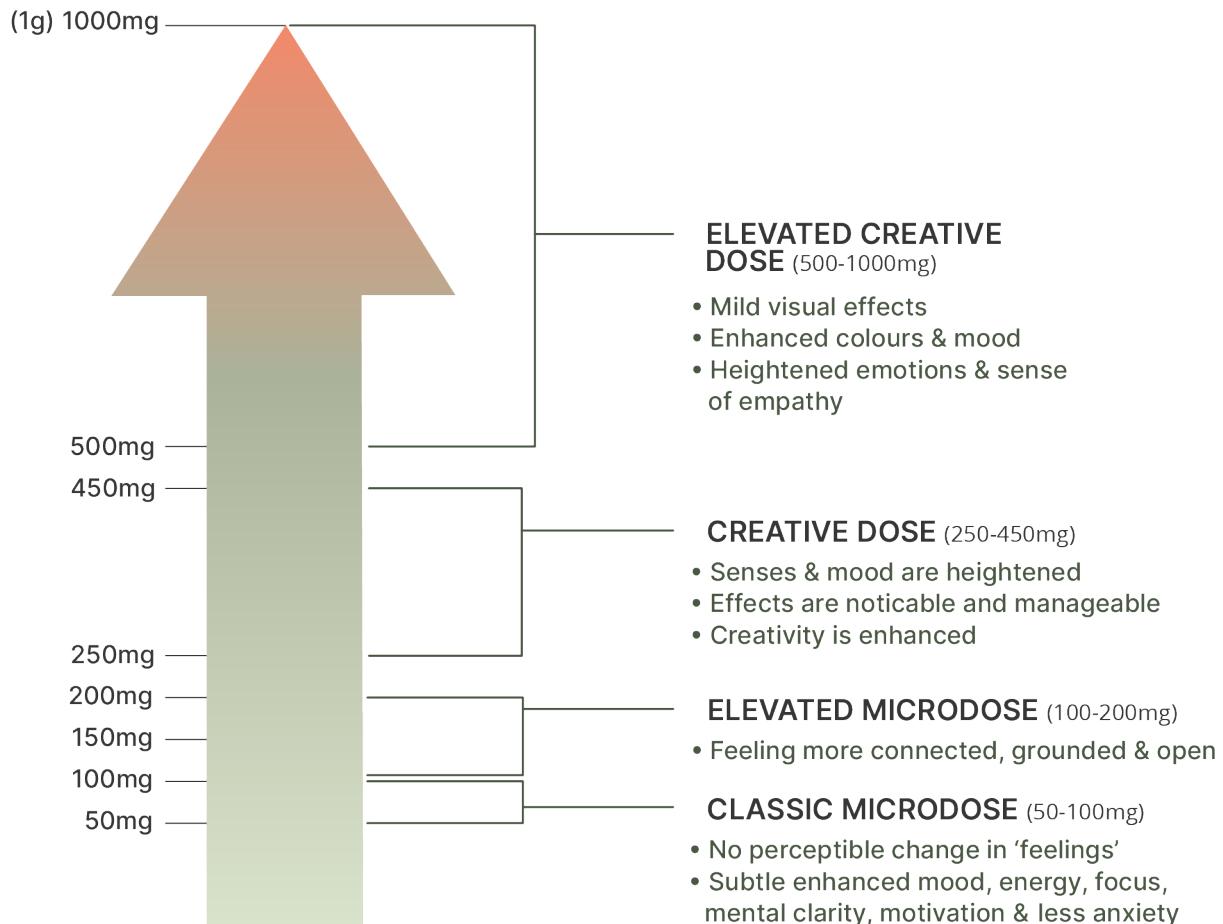 (1g) 1000mg
ELEVATED CREATIVE
DOSE (500-1000mg)
• Mild visual effects
• Enhanced colours & mood
• Heightened emotions & sense
of empathy
500mg
450mg
CREATIVE DOSE (250-450mg)
• Senses & mood are heightened
• Effects are noticable and manageable
• Creativity is enhanced
250mg
200mg
ELEVATED MICRODOSE (100-200mg)
150mg
• Feeling more connected, grounded & open
100mg
CLASSIC MICRODOSE (50-100mg)
50mg
• No perceptible change in ‘feelings’
• Subtle enhanced mood, energy, focus,
mental clarity, motivation & less anxiety